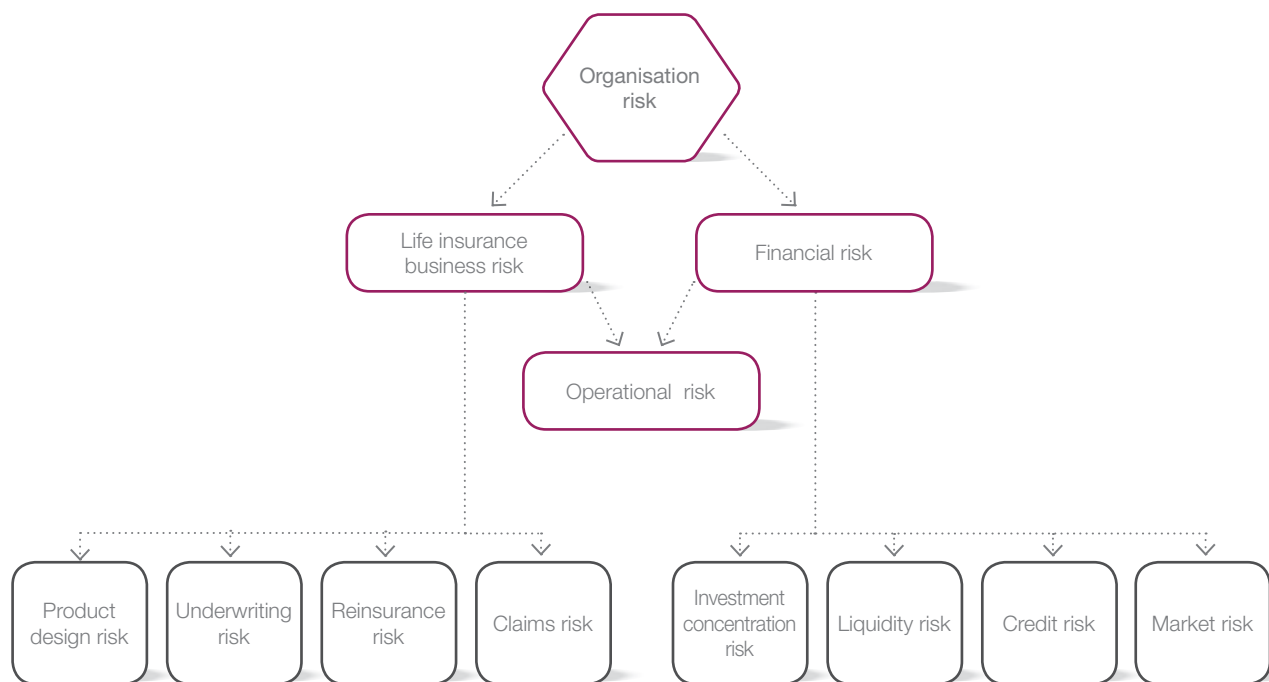 Organisation
risk
Life insurance
business risk
Financial risk
Operational  risk
Product
design risk
Underwriting
risk
Reinsurance
risk
Claims risk
Investment
concentration
risk
Liquidity risk
Credit risk
Market risk